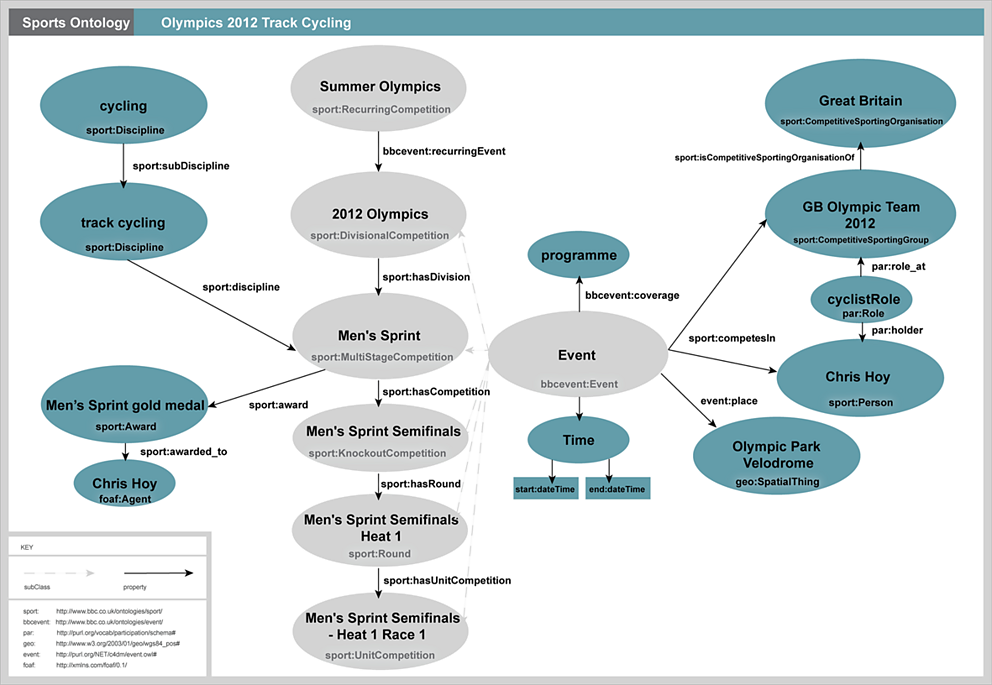 Sports Ontology
Olympics 2012 Track Cycling
cycling
sport:Discipline
sport:subDiscipline
track cycling
sport:Discipline
sport:discipline
Summer Olympics
sport:RecurringCompetition
bbcevent:recurringEvent
2012 Olympics
sport:DivisionalCompetition
sport:hasDivision
Men's Sprint
sport:MultiStageCompetition
sport:hasCompetition
Men's Sprint Semifinals
sport:KnockoutCompetition
sport:hasRound
Men's Sprint Semifinals
Heat 1
sport:Round
sport:hasUnitCompetition
Men's Sprint Semifinals
- Heat 1 Race 1
sport:UnitCompetition
sport:award
Men's Sprint gold medal
sport:Award
sport:awarded_to
Chris Hoy
foaf:Agent
programme
bbcevent:coverage
Event
bbcevent:Event
Time
start:dateTime
end:dateTime
Great Britain
sport:CompetitiveSportingOrganisation
sport:isCompetitiveSportingOrganisationOf
GB Olympic Team
2012
sport:CompetitiveSportingGroup
par:role_at
cyclistRole
par:Role
par:holder
sport:competesIn
Chris Hoy
sport:Person
event:place
Olympic Park
Velodrome
geo:SpatialThing
KEY
subClass
property
sport: http://www.bbc.co.uk/ontologies/sport/
bbcevent: http://www.bbc.co.uk/ontologies/event/
par: http://purl.org/vocab/participation/schema#
geo: http://www.w3.org/2003/01/geo/wgs84_pos#
event: http://purl.org/NET/c4dm/event.owl#
foaf: http://xmlns.com/foaf/0.1/